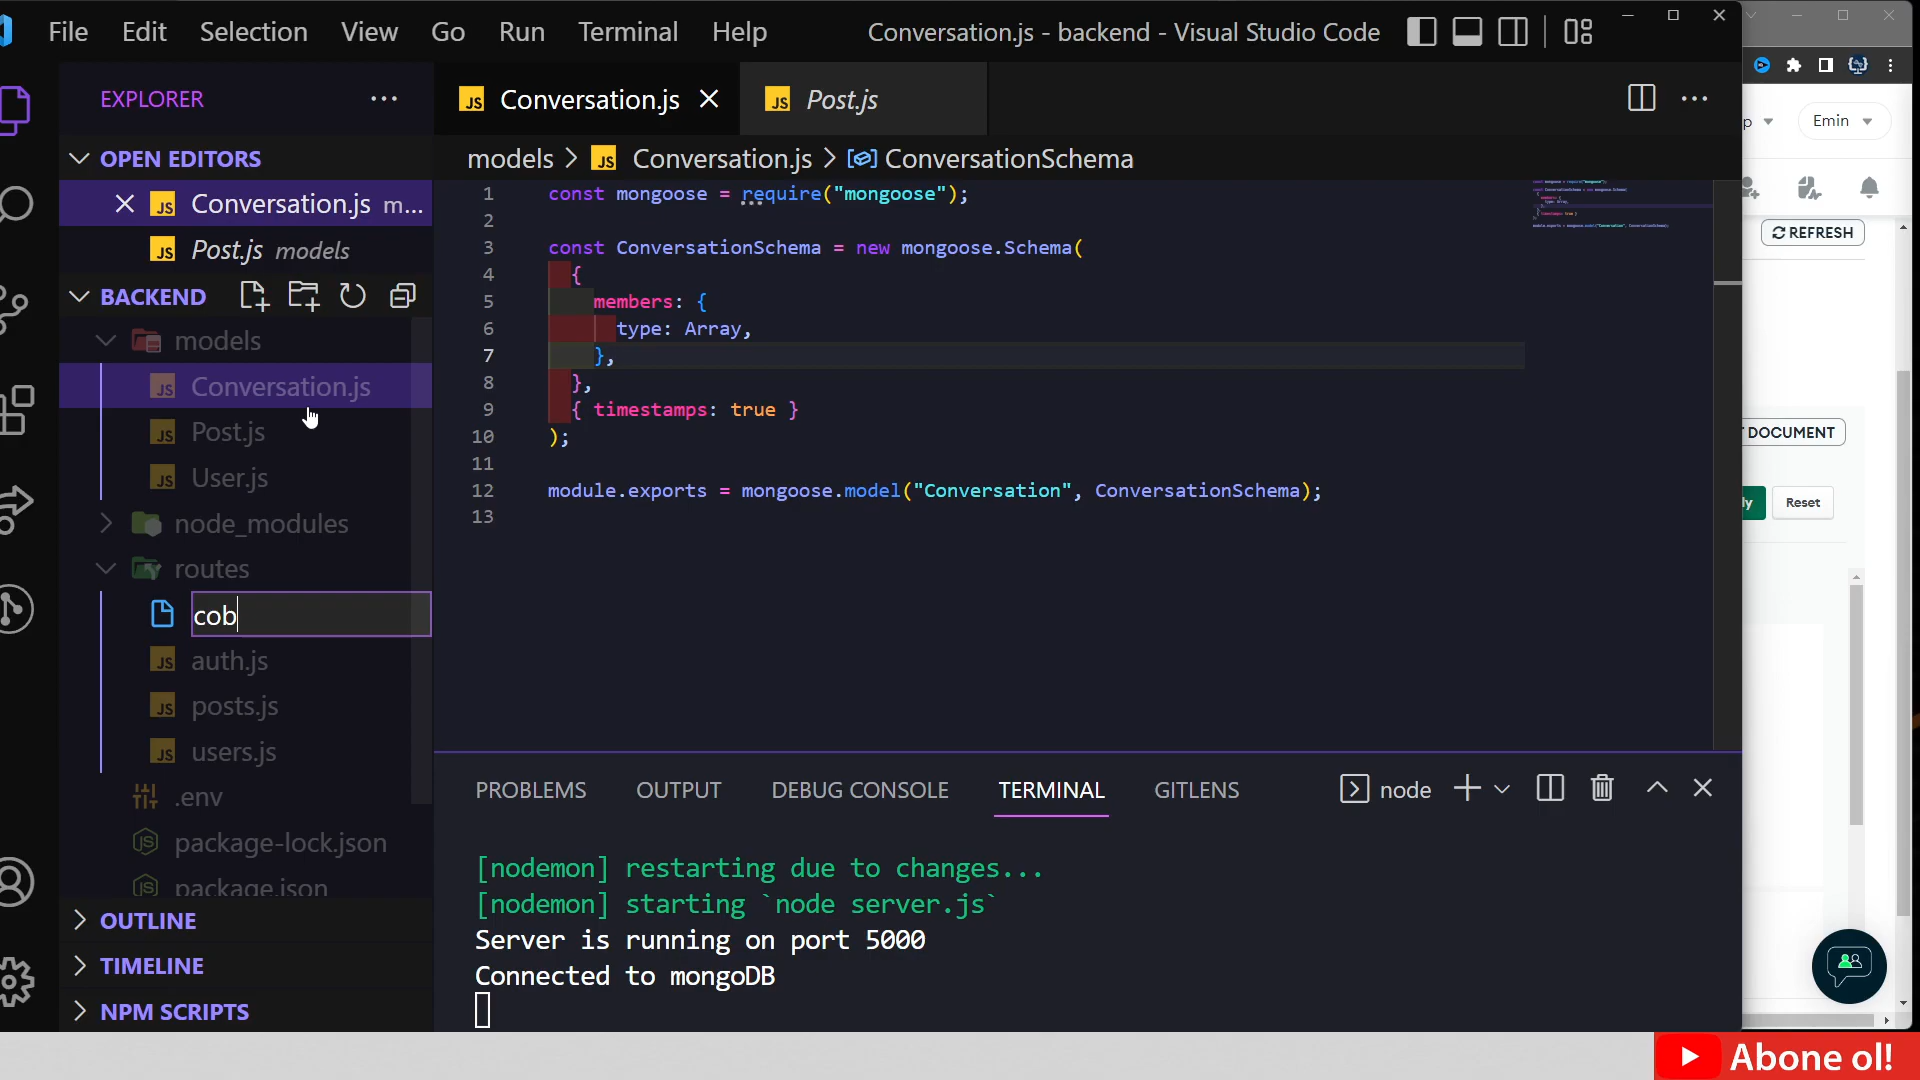 File Edit Selection View Go Run Terminal Help Conversation.js - backend - Visual Studio Code
EXPLORER
OPEN EDITORS
Conversation.js m...
Post.js models
BACKEND
models
Conversation.js
Post.js
User.js
node_modules
routes
cob
auth.js
posts.js
users.js
.env
package-lock.json
package.json
OUTLINE
TIMELINE
NPM SCRIPTS
Conversation.js
Post.js
models > Conversation.js > ConversationSchema
1 const mongoose = require("mongoose");
2
3 const ConversationSchema = new mongoose.Schema(
4 {
5 members: {
6 type: Array,
7 },
8 },
9 { timestamps: true }
10 );
11
12 module.exports = mongoose.model("Conversation", ConversationSchema);
13
PROBLEMS OUTPUT DEBUG CONSOLE TERMINAL GITLENS node
[nodemon] restarting due to changes...
[nodemon] starting `node server.js`
Server is running on port 5000
Connected to mongoDB
p Emin
REFRESH
DOCUMENT
ly Reset
Abone ol!